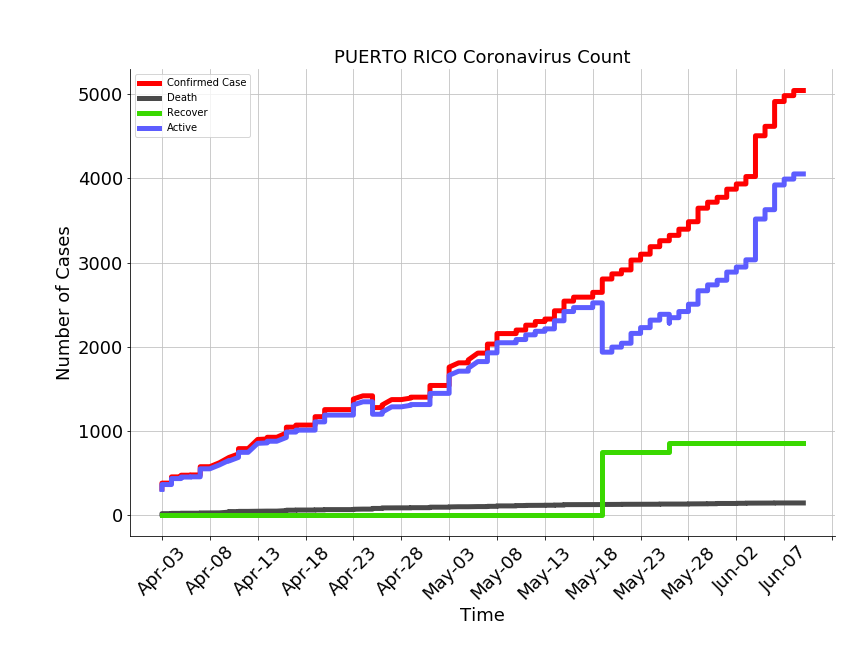 PUERTO RICO Coronavirus Count
Confirmed Case
Death
Recover
Active
5000
4000
3000
2000
1000
0
Number of Cases
Apr-03
Apr-08
Apr-13
Apr-18
Apr-23
Apr-28
May-03
May-08
May-13
May-18
May-23
May-28
Jun-02
Jun-07
Time